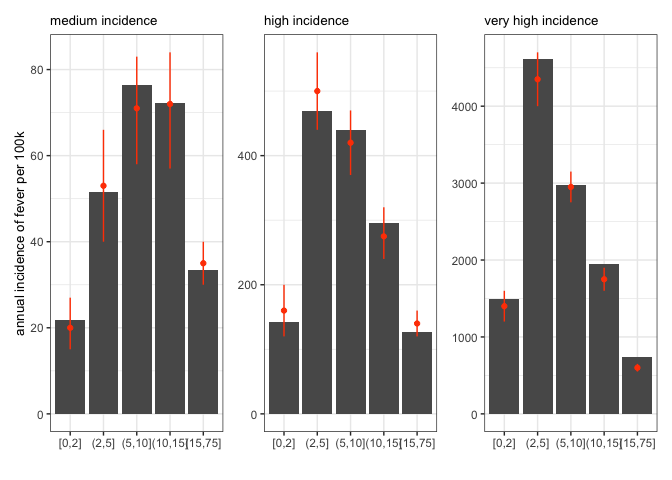 medium incidence
high incidence
very high incidence
annual incidence of fever per 100k
80
60
40
20
0
400
200
0
4000
3000
2000
1000
0
[0,2] (2,5] (5,10] (10,15] (15,75]
[0,2] (2,5] (5,10] (10,15] (15,75]
[0,2] (2,5] (5,10] (10,15] (15,75]